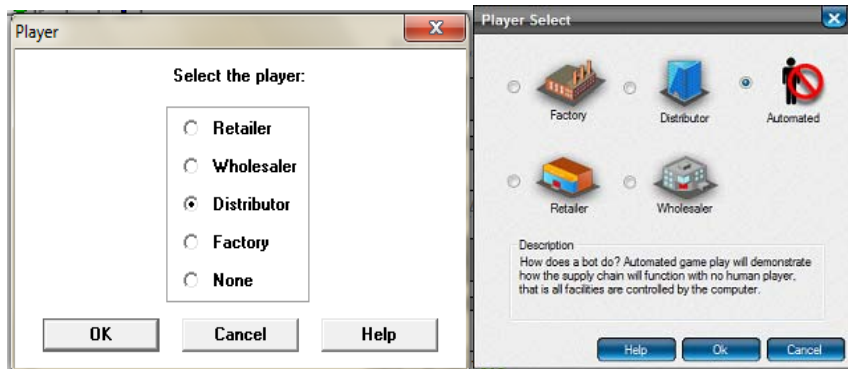 Player
Select the player:
Retailer
Wholesaler
Distributor
Factory
None
OK Cancel Help
Player Select
Factory Distributor Automated
Retailer Wholesaler
Description
How does a bot do? Automated game play will demonstrate
how the supply chain will function with no human player,
that is all facilities are controlled by the computer.
Help Ok Cancel